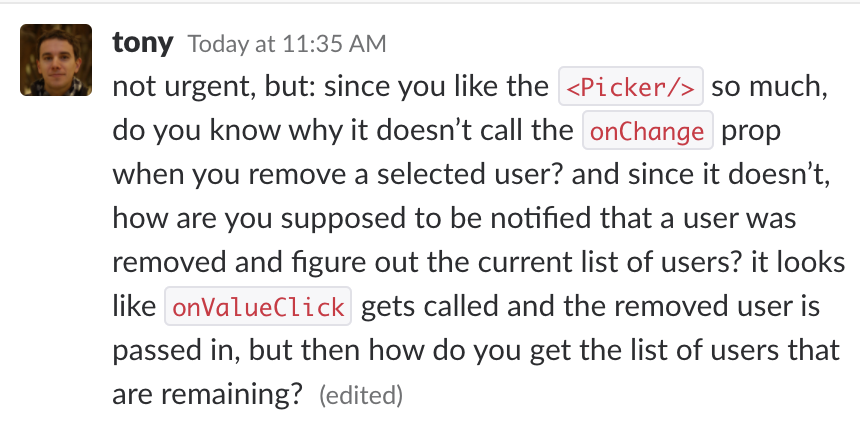 tony Today at 11:35 AM
not urgent, but: since you like the <Picker/> so much,
do you know why it doesn’t call the onChange prop
when you remove a selected user? and since it doesn’t,
how are you supposed to be notified that a user was
removed and figure out the current list of users? it looks
like onValueClick gets called and the removed user is
passed in, but then how do you get the list of users that
are remaining? (edited)